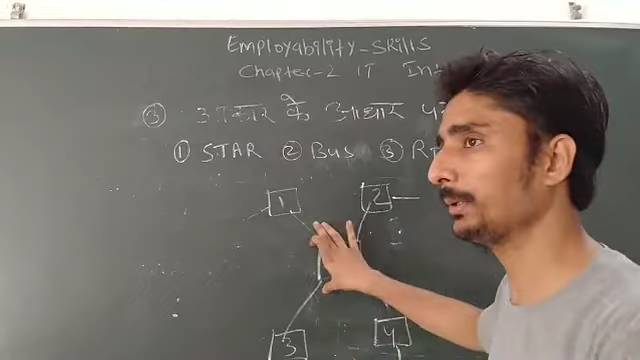 Employability-Skills
Chapter-2 IT
③ आकार के आधार
① STAR ② Bus ③
1 2
3 4